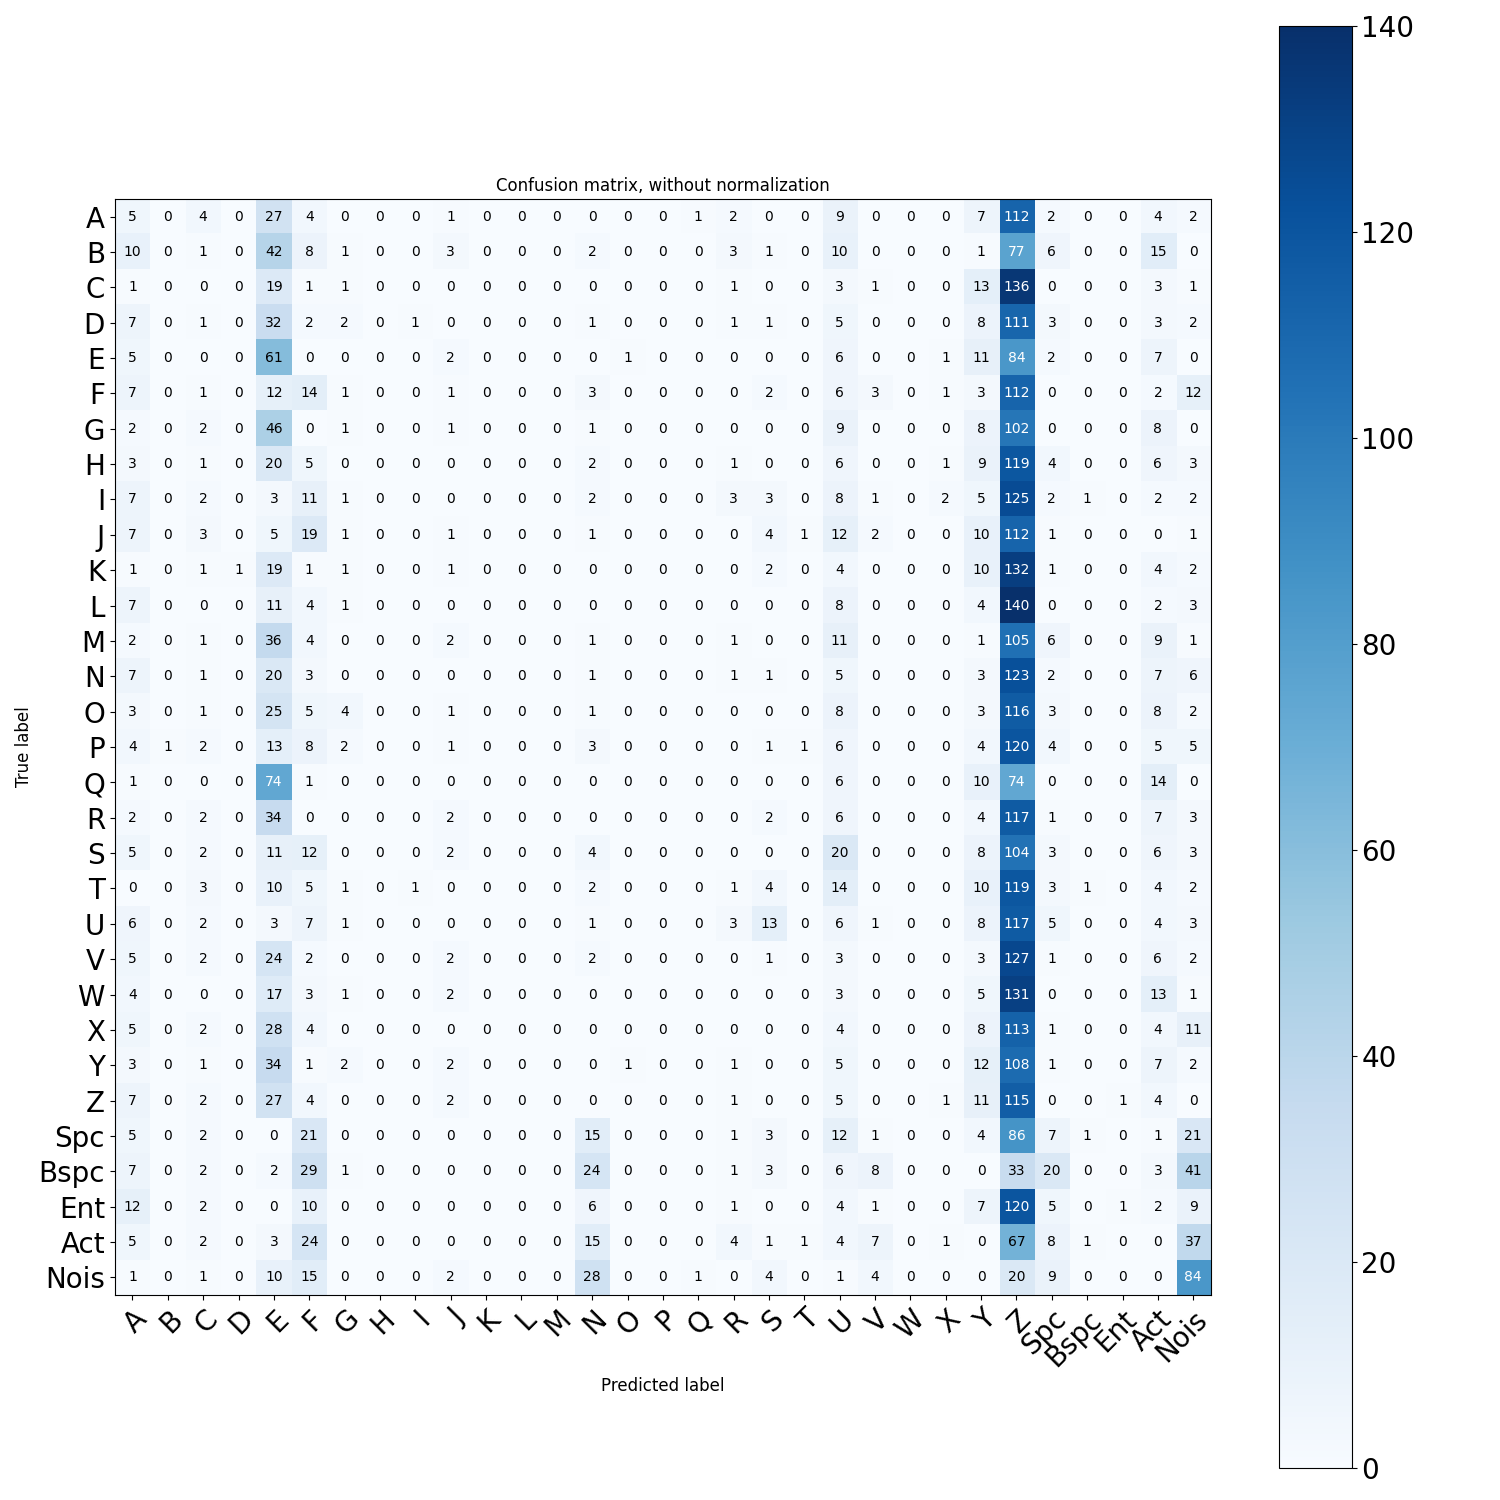 Confusion matrix, without normalization
A 5 0 4 0 27 4 0 0 0 1 0 0 0 0 0 0 1 2 0 0 9 0 0 0 7 112 2 0 0 4 2
B 10 0 1 0 42 8 1 0 0 3 0 0 0 2 0 0 0 3 1 0 10 0 0 0 1 77 6 0 0 15 0
C 1 0 0 0 19 1 1 0 0 0 0 0 0 0 0 0 0 1 0 0 3 1 0 0 13 136 0 0 0 3 1
D 7 0 1 0 32 2 2 0 1 0 0 0 0 1 0 0 0 1 1 0 5 0 0 0 8 111 3 0 0 3 2
E 5 0 0 0 61 0 0 0 0 2 0 0 0 0 1 0 0 0 0 0 6 0 0 1 11 84 2 0 0 7 0
F 7 0 1 0 12 14 1 0 0 1 0 0 0 3 0 0 0 0 2 0 6 3 0 1 3 112 0 0 0 2 12
G 2 0 2 0 46 0 1 0 0 1 0 0 0 1 0 0 0 0 0 0 9 0 0 0 8 102 0 0 0 8 0
H 3 0 1 0 20 5 0 0 0 0 0 0 0 2 0 0 0 1 0 0 6 0 0 1 9 119 4 0 0 6 3
I 7 0 2 0 3 11 1 0 0 0 0 0 0 2 0 0 0 3 3 0 8 1 0 2 5 125 2 1 0 2 2
J 7 0 3 0 5 19 1 0 0 1 0 0 0 1 0 0 0 0 4 1 12 2 0 0 10 112 1 0 0 0 1
K 1 0 1 1 19 1 1 0 0 1 0 0 0 0 0 0 0 0 2 0 4 0 0 0 10 132 1 0 0 4 2
L 7 0 0 0 11 4 1 0 0 0 0 0 0 0 0 0 0 0 0 0 8 0 0 0 4 140 0 0 0 2 3
M 2 0 1 0 36 4 0 0 0 2 0 0 0 1 0 0 0 1 0 0 11 0 0 0 1 105 6 0 0 9 1
N 7 0 1 0 20 3 0 0 0 0 0 0 0 1 0 0 0 1 1 0 5 0 0 0 3 123 2 0 0 7 6
O 3 0 1 0 25 5 4 0 0 1 0 0 0 1 0 0 0 0 0 0 8 0 0 0 3 116 3 0 0 8 2
P 4 1 2 0 13 8 2 0 0 1 0 0 0 3 0 0 0 0 1 1 6 0 0 0 4 120 4 0 0 5 5
Q 1 0 0 0 74 1 0 0 0 0 0 0 0 0 0 0 0 0 0 0 6 0 0 0 10 74 0 0 0 14 0
R 2 0 2 0 34 0 0 0 0 2 0 0 0 0 0 0 0 0 2 0 6 0 0 0 4 117 1 0 0 7 3
S 5 0 2 0 11 12 0 0 0 2 0 0 0 4 0 0 0 0 0 0 20 0 0 0 8 104 3 0 0 6 3
T 0 0 3 0 10 5 1 0 1 0 0 0 0 2 0 0 0 1 4 0 14 0 0 0 10 119 3 1 0 4 2
U 6 0 2 0 3 7 1 0 0 0 0 0 0 1 0 0 0 3 13 0 6 1 0 0 8 117 5 0 0 4 3
V 5 0 2 0 24 2 0 0 0 2 0 0 0 2 0 0 0 0 1 0 3 0 0 0 3 127 1 0 0 6 2
W 4 0 0 0 17 3 1 0 0 2 0 0 0 0 0 0 0 0 0 0 3 0 0 0 5 131 0 0 0 13 1
X 5 0 2 0 28 4 0 0 0 0 0 0 0 0 0 0 0 0 0 0 4 0 0 0 8 113 1 0 0 4 11
Y 3 0 1 0 34 1 2 0 0 2 0 0 0 0 1 0 0 1 0 0 5 0 0 0 12 108 1 0 0 7 2
Z 7 0 2 0 27 4 0 0 0 2 0 0 0 0 0 0 0 1 0 0 5 0 0 1 11 115 0 0 1 4 0
Spc 5 0 2 0 0 21 0 0 0 0 0 0 0 15 0 0 0 1 3 0 12 1 0 0 4 86 7 1 0 1 21
Bspc 7 0 2 0 2 29 1 0 0 0 0 0 0 24 0 0 0 1 3 0 6 8 0 0 0 33 20 0 0 3 41
Ent 12 0 2 0 0 10 0 0 0 0 0 0 0 6 0 0 0 1 0 0 4 1 0 0 7 120 5 0 1 2 9
Act 5 0 2 0 3 24 0 0 0 0 0 0 0 15 0 0 0 4 1 1 4 7 0 1 0 67 8 1 0 0 37
Nois 1 0 1 0 10 15 0 0 0 2 0 0 0 28 0 0 1 0 4 0 1 4 0 0 0 20 9 0 0 0 84
A B C D E F G H I J K L M N O P Q R S T U V W X Y Z Spc Bspc Ent Act Nois
Predicted label
True label
140
120
100
80
60
40
20
0